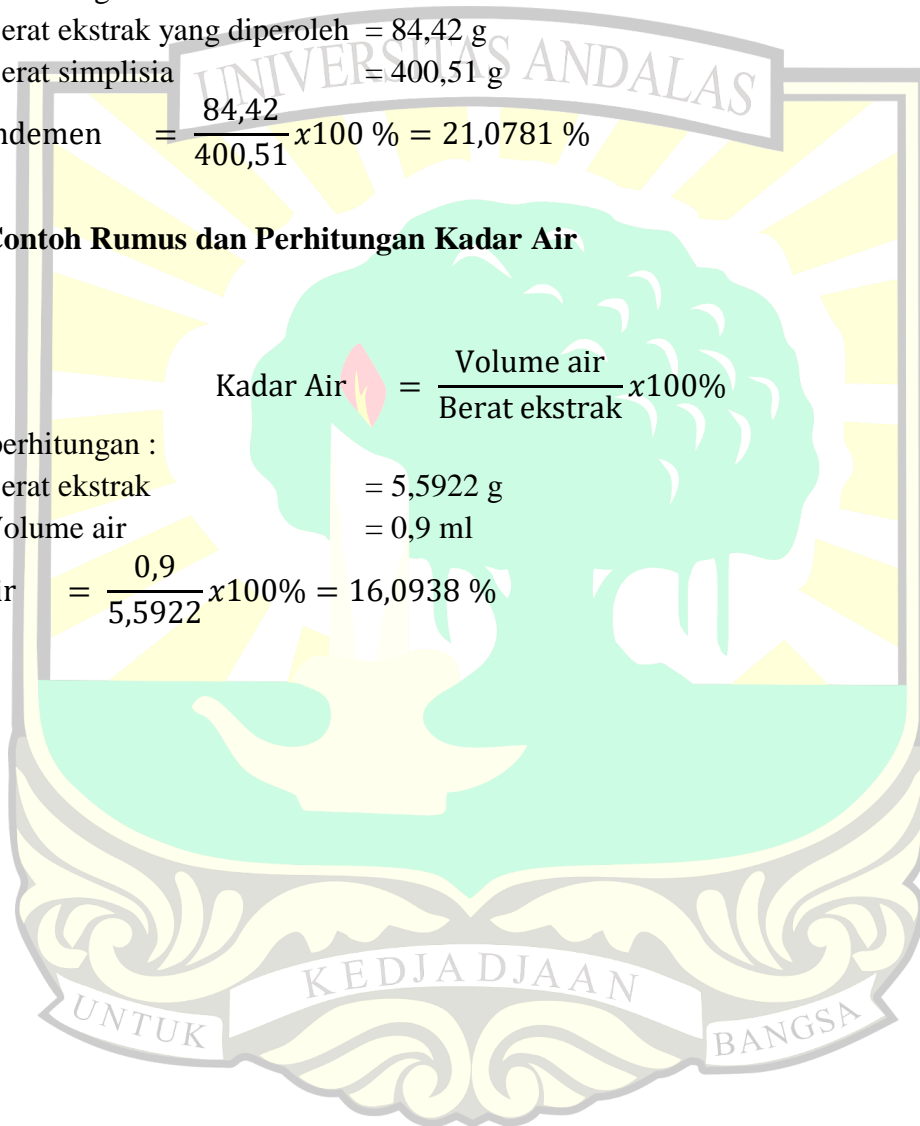 erat ekstrak yang diperoleh = 84,42 g
UNIVERSITAS ANDALAS
erat simplisia = 400,51 g
ndemen = 84,42 / 400,51 x100 % = 21,0781 %
Contoh Rumus dan Perhitungan Kadar Air
Kadar Air = Volume air / Berat ekstrak x100%
perhitungan :
erat ekstrak = 5,5922 g
Volume air = 0,9 ml
ir = 0,9 / 5,5922 x100% = 16,0938 %
KEDJADJAAN
UNTUK BANGSA